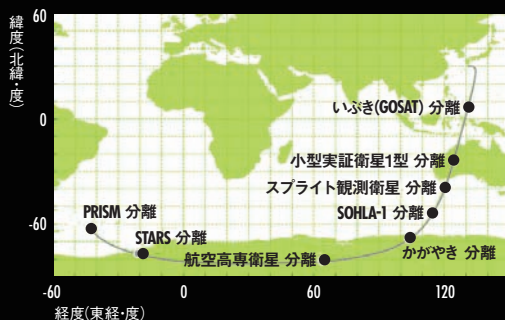 緯度(北緯・度)
60
0
-60
いぶき(GOSAT) 分離
小型実証衛星1型 分離
スプライト観測衛星 分離
SOHLA-1 分離
かがやき 分離
航空高専衛星 分離
STARS 分離
PRISM 分離
-60 0 60 120
経度(東経・度)